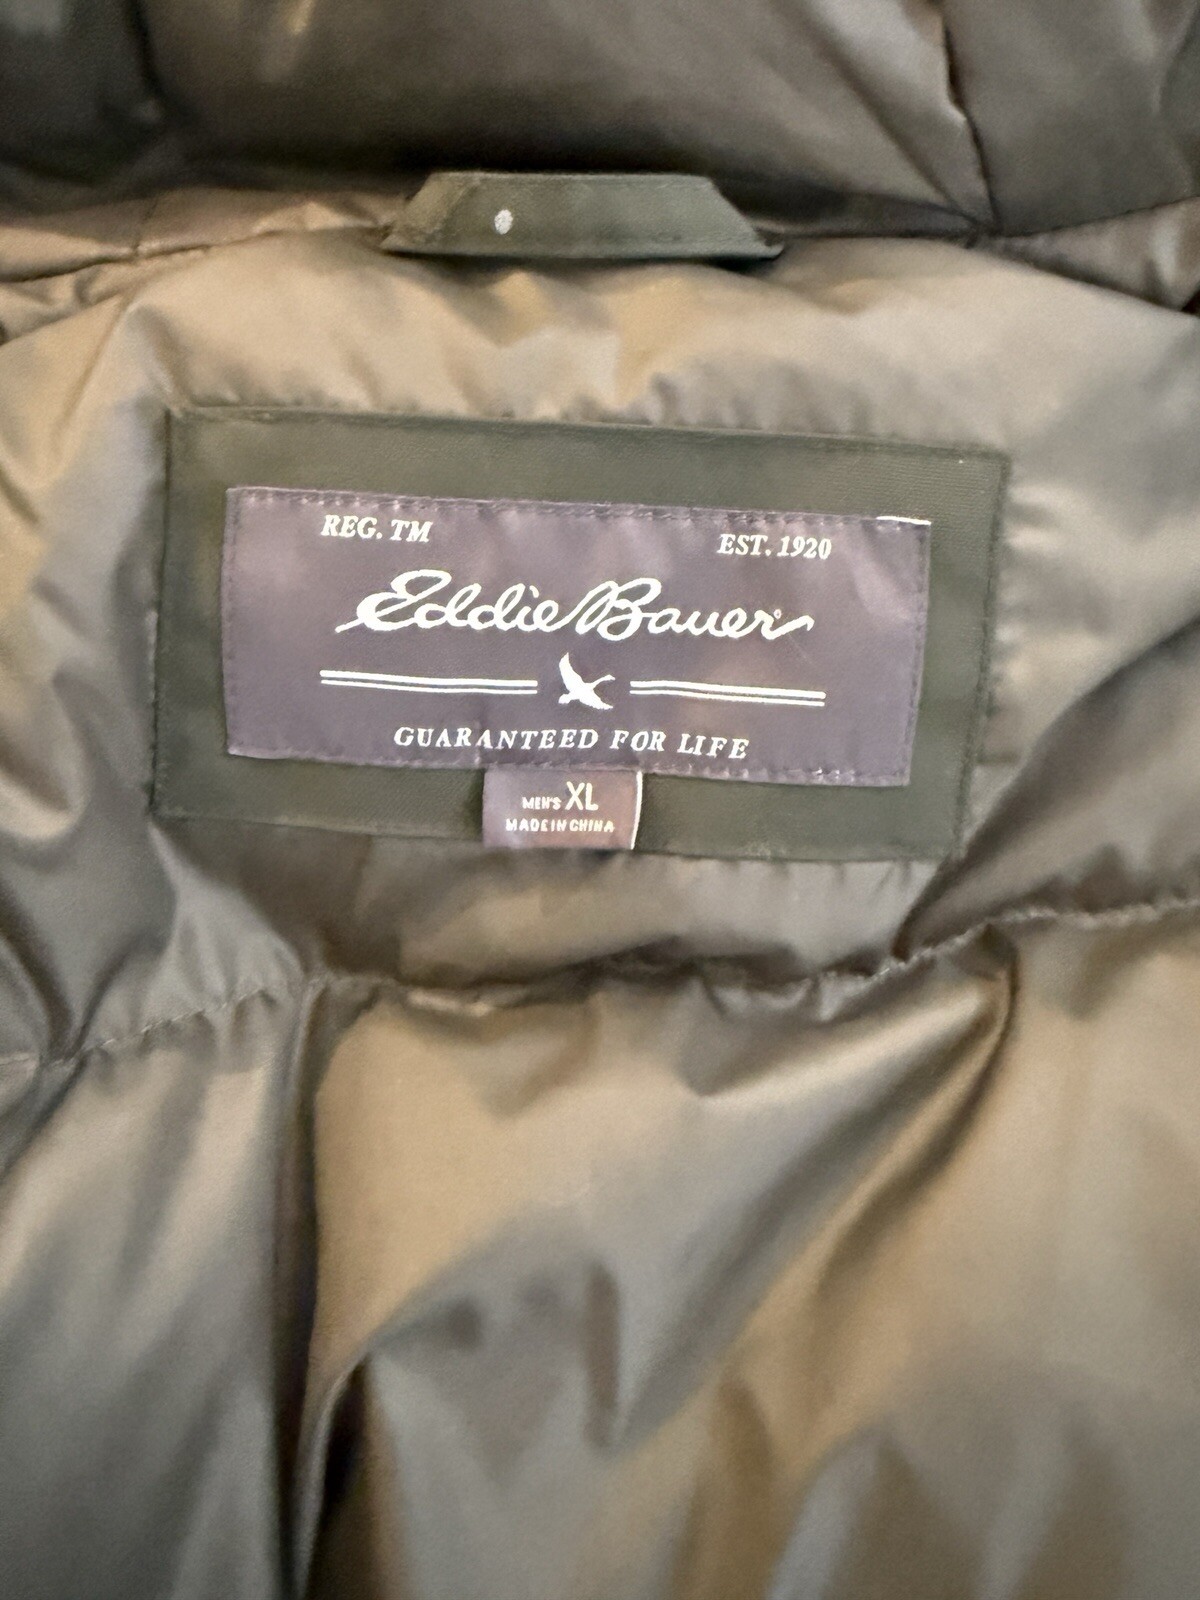 REG. TM
EST. 1920
Eddie Bauer®
GUARANTEED FOR LIFE
MEN'S XL
MADE IN CHINA